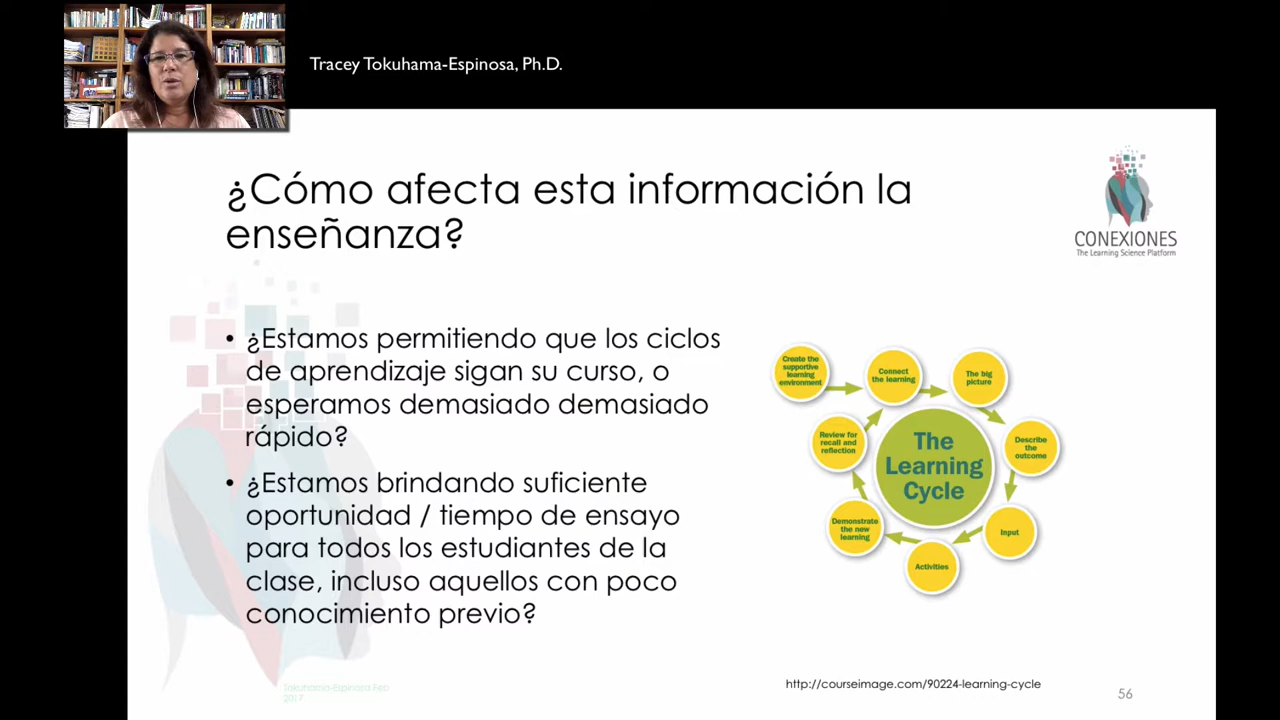 Tracey Tokuhama-Espinosa, Ph.D.
¿Cómo afecta esta información la
enseñanza?
CONEXIONES
The Learning Science Platform
• ¿Estamos permitiendo que los ciclos
de aprendizaje sigan su curso, o
esperamos demasiado demasiado
rápido?
• ¿Estamos brindando suficiente
oportunidad / tiempo de ensayo
para todos los estudiantes de la
clase, incluso aquellos con poco
conocimiento previo?
Create the
supportive
learning
environment
Connect
the learning
The big
picture
Describe
the
outcome
Input
Activities
Demonstrate
the new
learning
Review for
recall and
reflection
The
Learning
Cycle
Tokuhama-Espinosa Feb
2017
http://courseimage.com/90224-learning-cycle
56